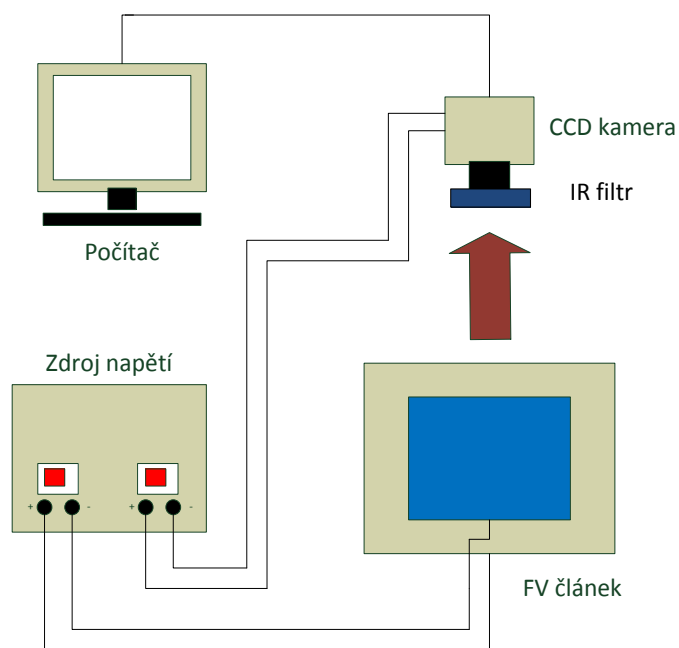 CCD kamera
IR filtr
Počítač
Zdroj napětí
+ - + -
FV článek